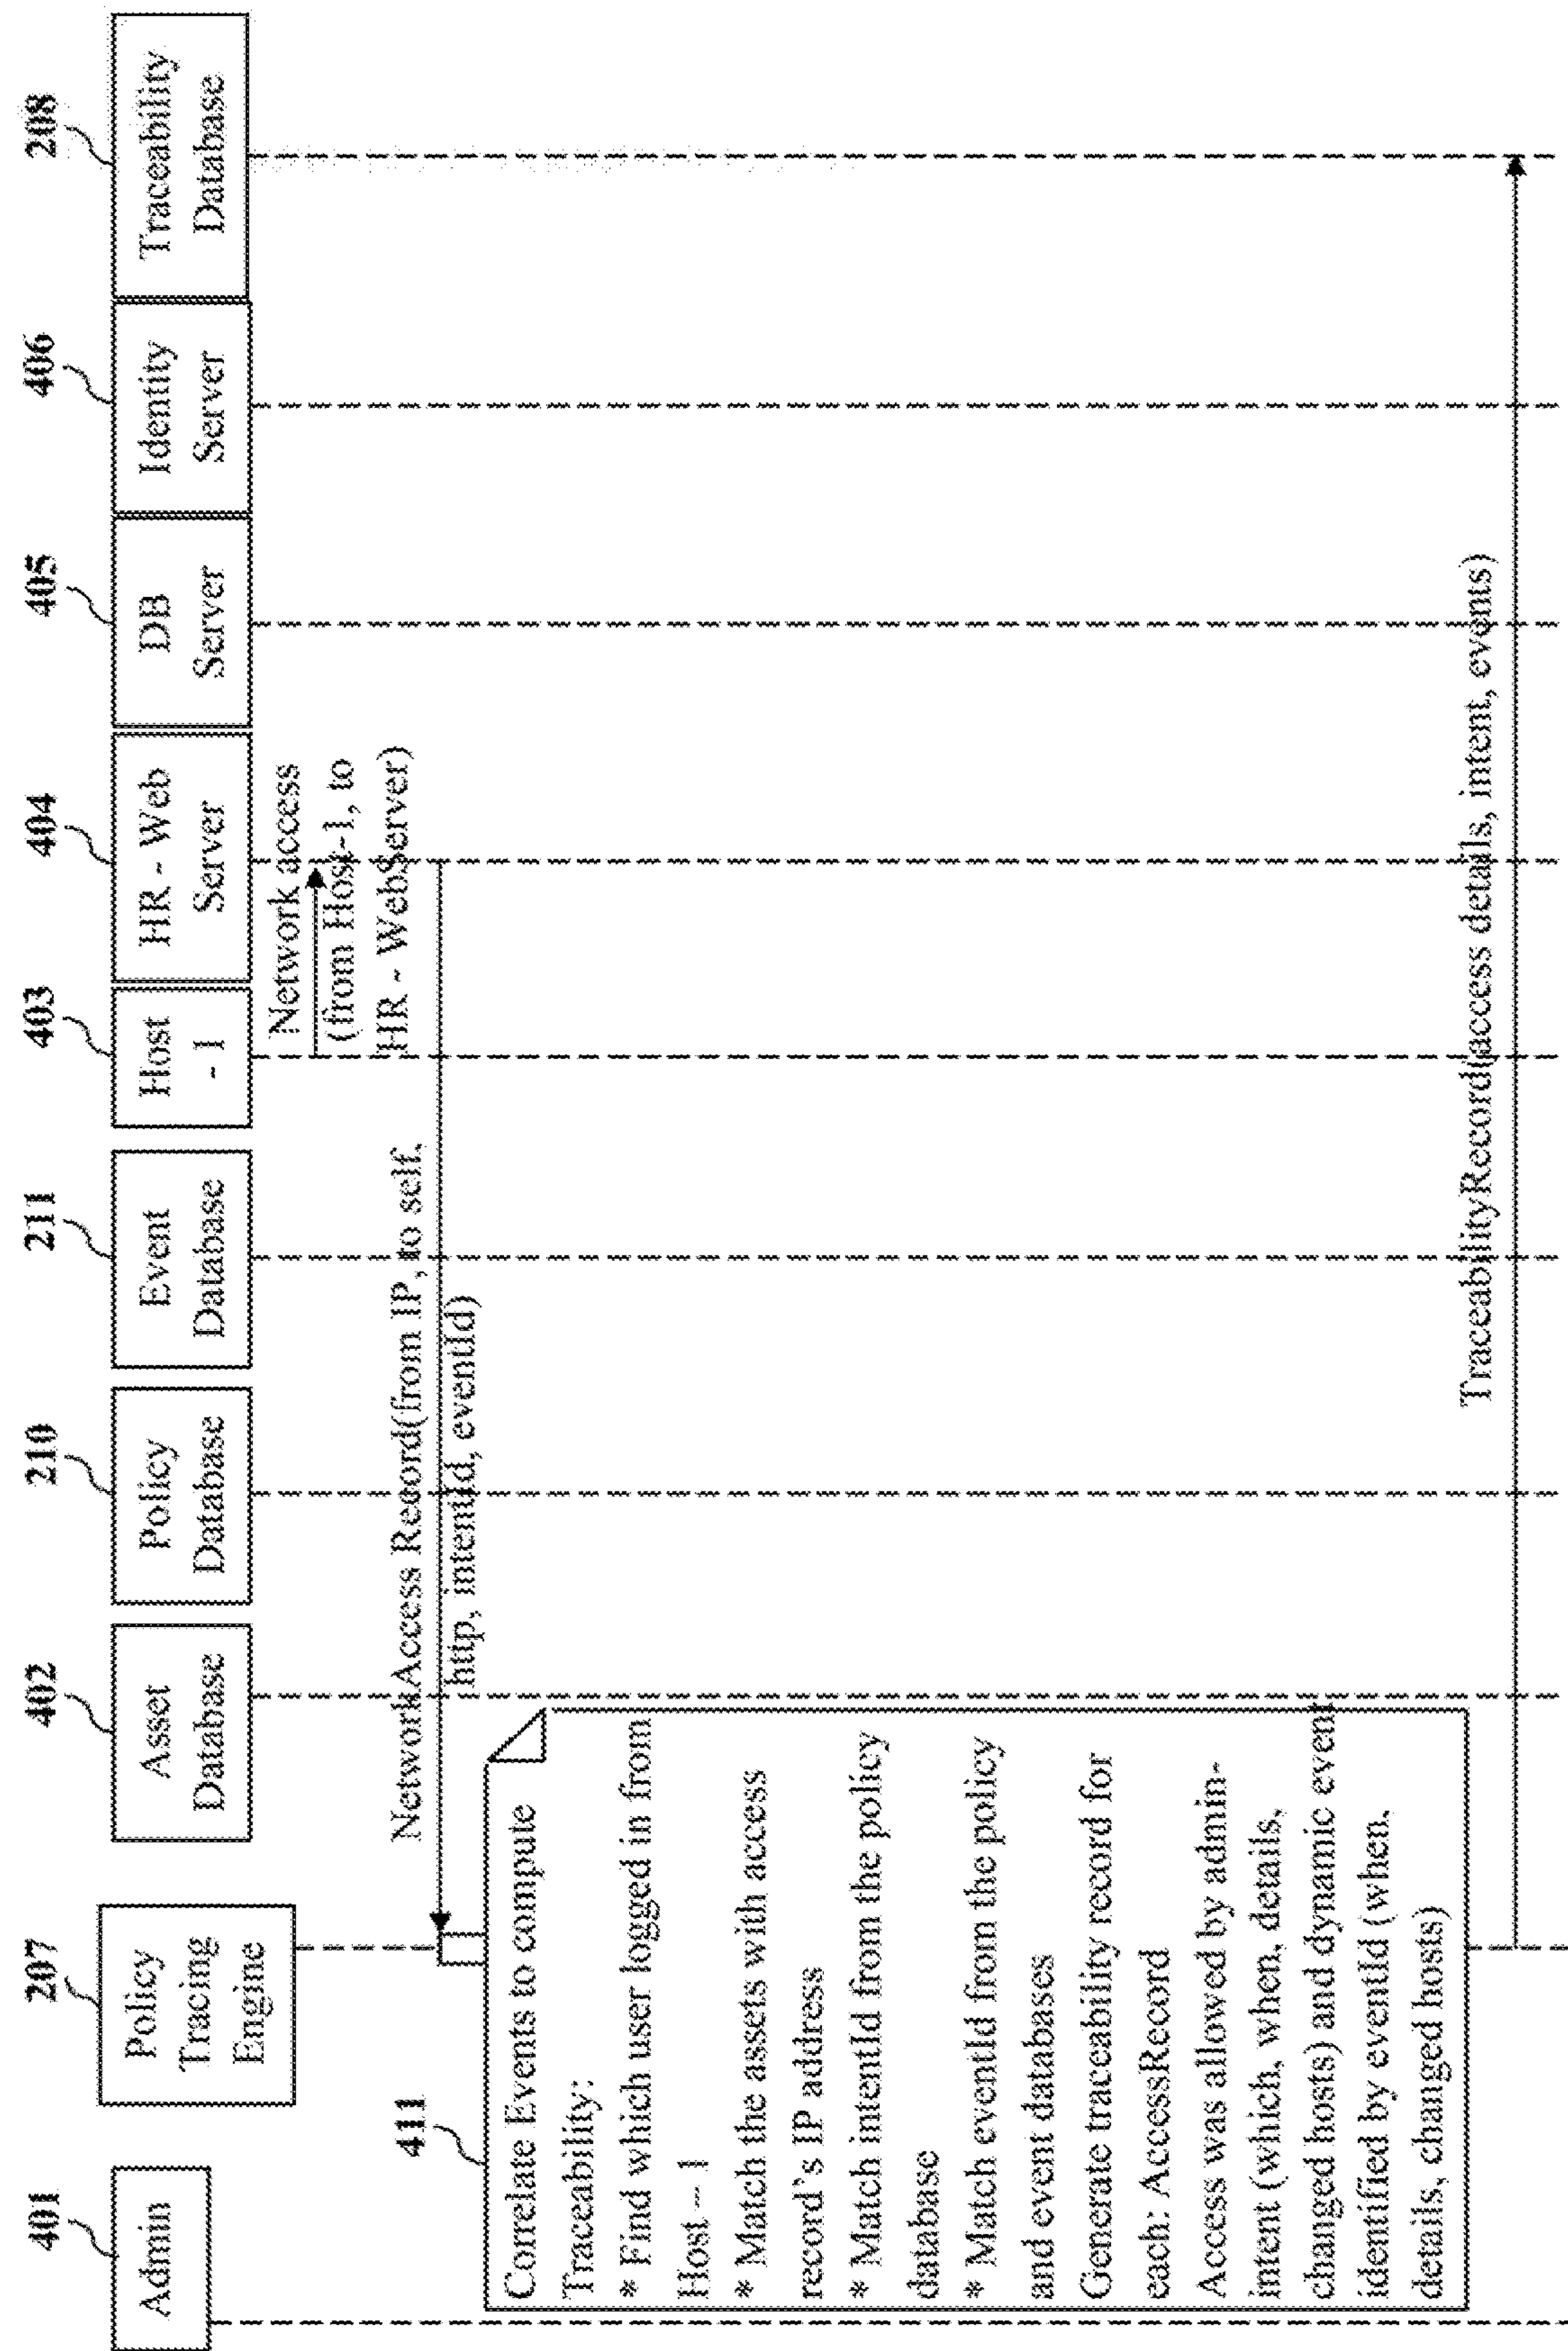 401
207
402
210
211
403
404
405
406
208
Admin
Policy
Tracing
Engine
Asset
Database
Policy
Database
Event
Database
Host
- 1
HR - Web
Server
DB
Server
Identity
Server
Traceability
Database
Network access
(from Host-1, to
HR - WebServer)
NetworkAccess Record(from IP, to self,
http, intentId, eventId)
411
Correlate Events to compute
Traceability:
* Find which user logged in from
Host – 1
* Match the assets with access
record`s IP address
* Match intentId from the policy
database
* Match eventId from the policy
and event databases
Generate traceability record for
each: AccessRecord
Access was allowed by admin-
intent (which, when, details,
changed hosts) and dynamic event
identified by eventId (when,
details, changed hosts)
TraceabilityRecord(access details, intent, events)